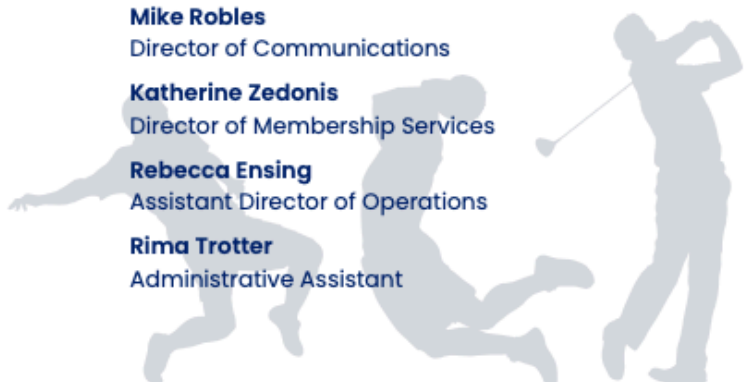 Mike Robles
Director of Communications
Katherine Zedonis
Director of Membership Services
Rebecca Ensing
Assistant Director of Operations
Rima Trotter
Administrative Assistant